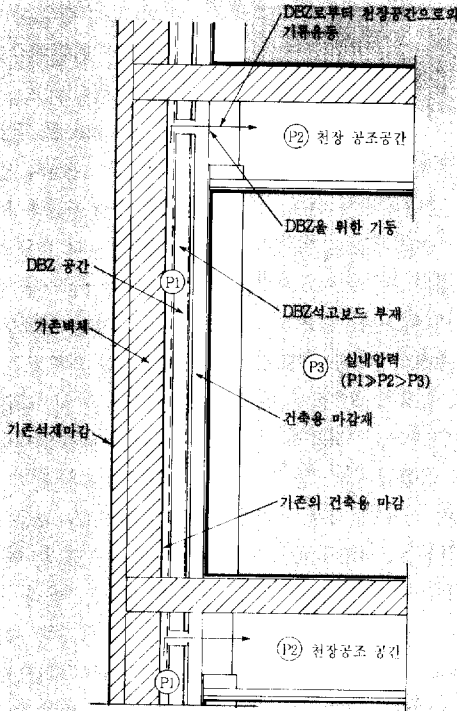 DBZ로부터 천장공간으로의
기류유동
P2 천장 공조공간
DBZ을 위한 기둥
DBZ 공간
P1
DBZ석고보드 부재
기존벽체
P3 실내압력
(P1≫P2>P3)
건축용 마감재
기존석재마감
기존의 건축용 마감
P2 천장공조 공간
P1